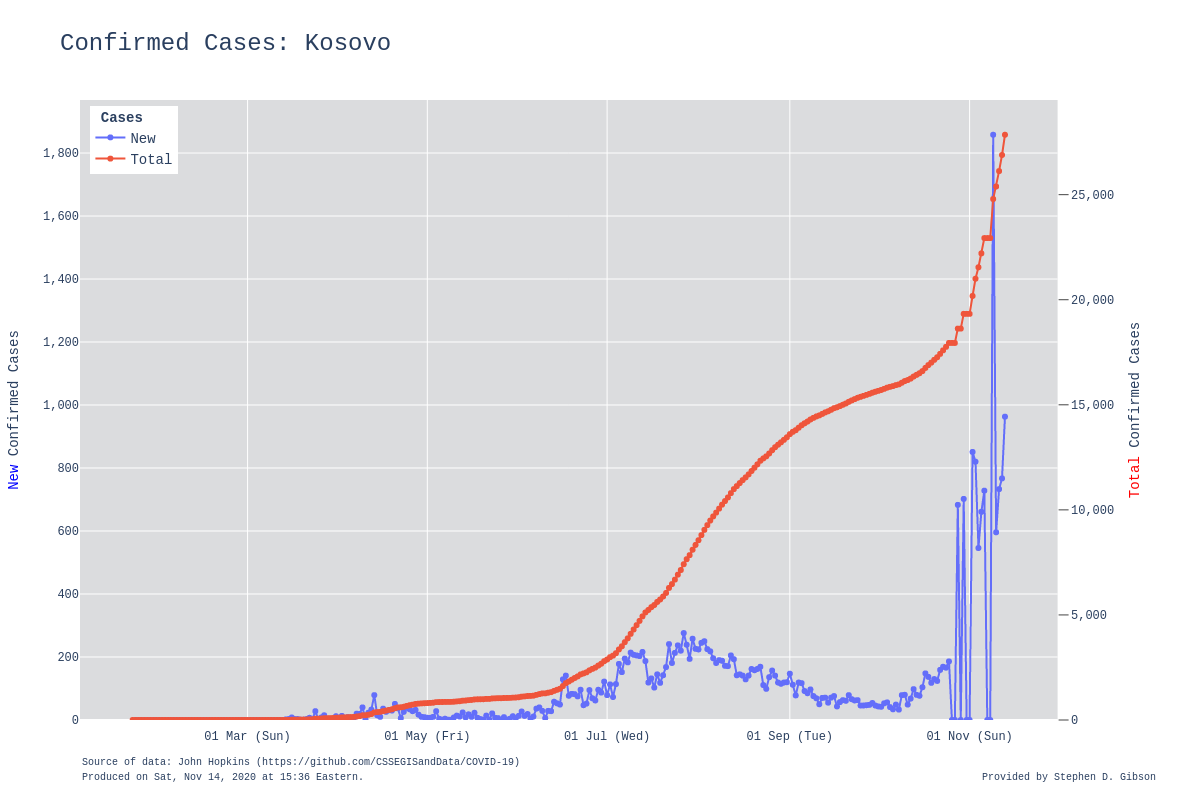 Confirmed Cases: Kosovo
Cases
New
Total
1,800
1,600
1,400
1,200
1,000
800
600
400
200
0
25,000
20,000
15,000
10,000
5,000
0
New Confirmed Cases
Total Confirmed Cases
01 Mar (Sun)
01 May (Fri)
01 Jul (Wed)
01 Sep (Tue)
01 Nov (Sun)
Source of data: John Hopkins (https://github.com/CSSEGISandData/COVID-19)
Produced on Sat, Nov 14, 2020 at 15:36 Eastern.
Provided by Stephen D. Gibson